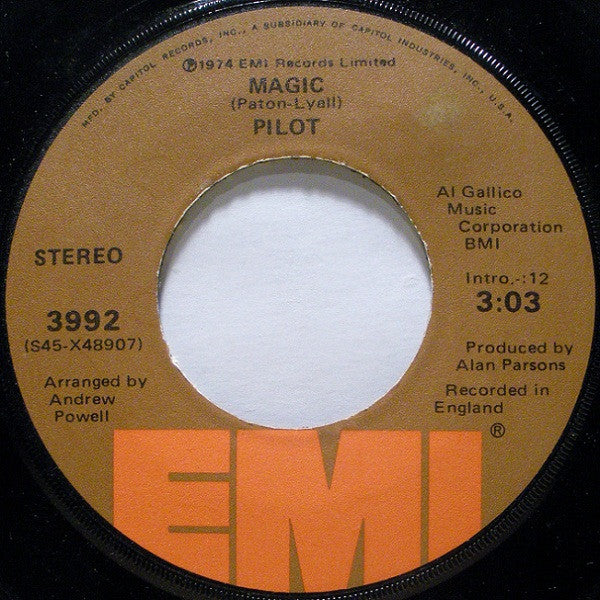 MFD. BY CAPITOL RECORDS, INC., A SUBSIDIARY OF CAPITOL INDUSTRIES, INC., U.S.A.
℗1974 EMI Records Limited
MAGIC
(Paton-Lyall)
PILOT
STEREO
3992
(S45-X48907)
Arranged by
Andrew
Powell
Al Gallico
Music
Corporation
BMI
Intro.-:12
3:03
Produced by
Alan Parsons
Recorded in
England
EMI®